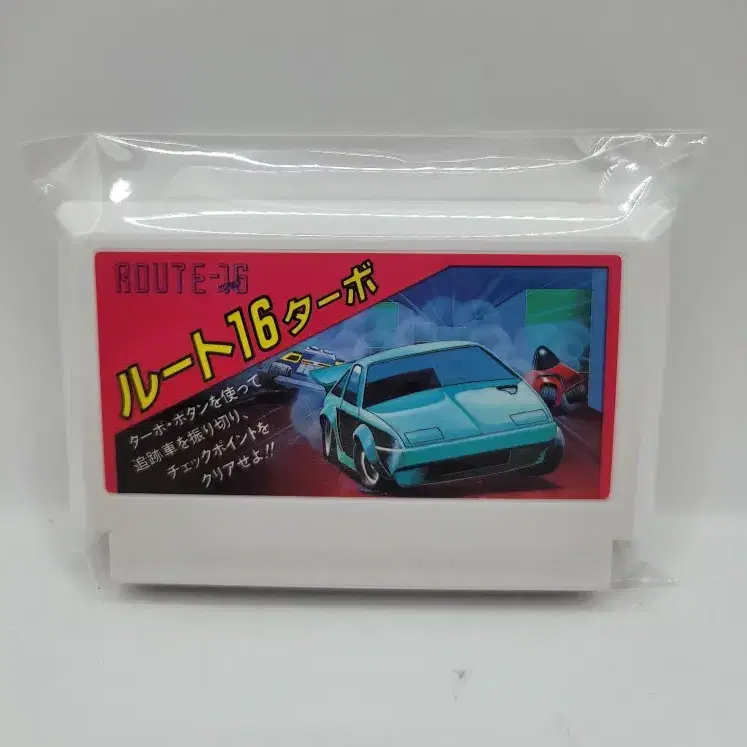 ROUTE-16
ルート16ターボ
ターボ・ボタンを使って
追跡車を振り切り、
チェックポイントを
クリアせよ!!